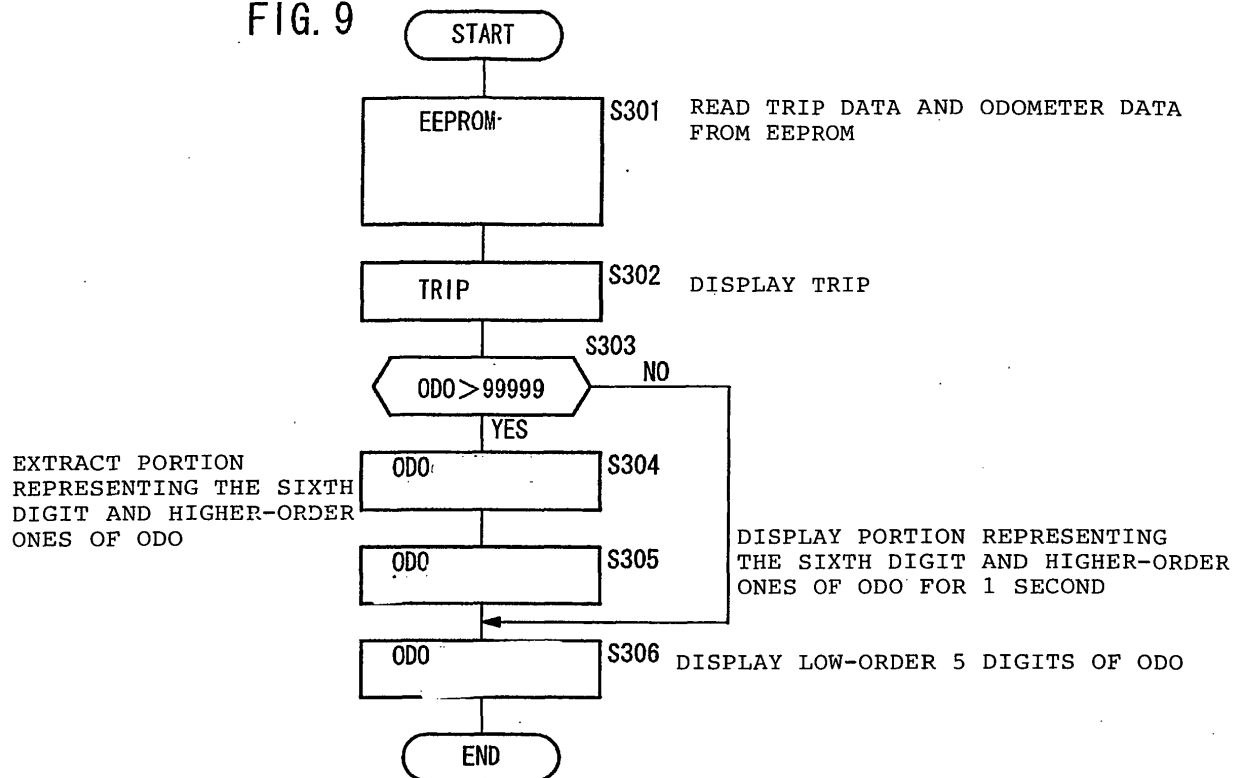 FIG. 9
START
EEPROM
S301
READ TRIP DATA AND ODOMETER DATA
FROM EEPROM
TRIP
S302
DISPLAY TRIP
S303
ODO>99999
NO
YES
EXTRACT PORTION
REPRESENTING THE SIXTH
DIGIT AND HIGHER-ORDER
ONES OF ODO
ODO
S304
ODO
S305
DISPLAY PORTION REPRESENTING
THE SIXTH DIGIT AND HIGHER-ORDER
ONES OF ODO FOR 1 SECOND
ODO
S306
DISPLAY LOW-ORDER 5 DIGITS OF ODO
END